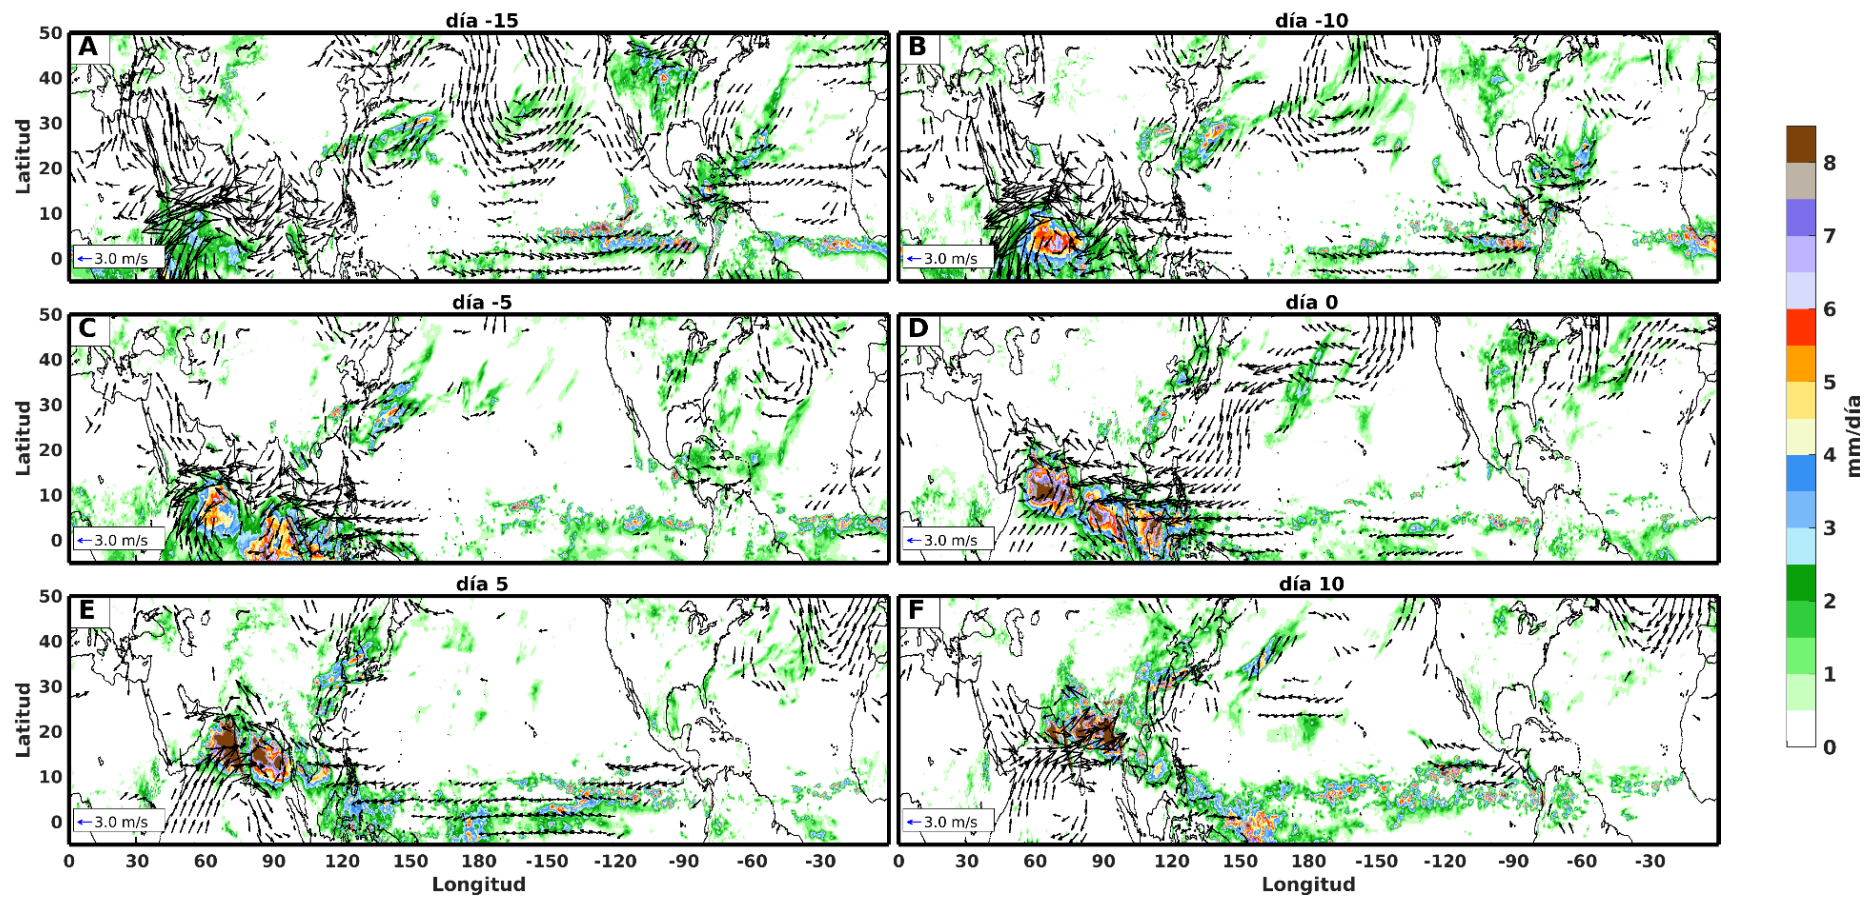 día -15
día -10
A
B
50
40
30
20
10
0
Latitud
3.0 m/s
3.0 m/s
día -5
día 0
C
D
50
40
30
20
10
0
Latitud
3.0 m/s
3.0 m/s
día 5
día 10
E
F
50
40
30
20
10
0
Latitud
3.0 m/s
3.0 m/s
0 30 60 90 120 150 180 -150 -120 -90 -60 -30
0 30 60 90 120 150 180 -150 -120 -90 -60 -30
Longitud
Longitud
8
7
6
5
4
3
2
1
0
mm/día